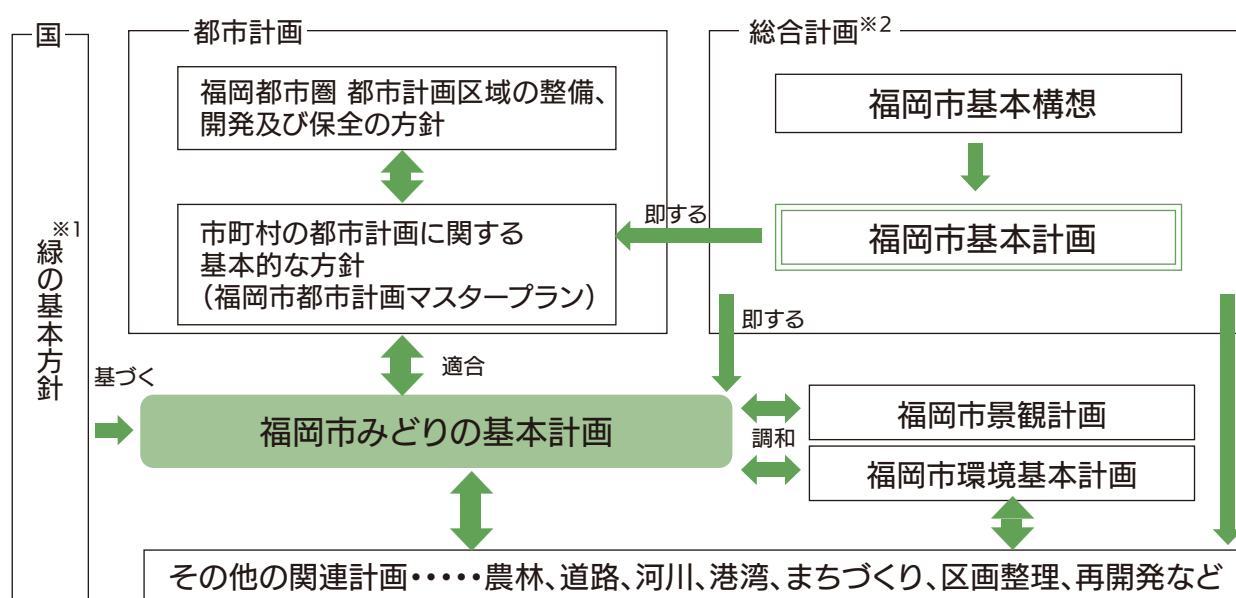 国
※1
緑の基本方針
都市計画
福岡都市圏 都市計画区域の整備、
開発及び保全の方針
市町村の都市計画に関する
基本的な方針
（福岡市都市計画マスタープラン）
総合計画※2
福岡市基本構想
福岡市基本計画
即する
即する
適合
基づく
福岡市みどりの基本計画
調和
福岡市景観計画
福岡市環境基本計画
その他の関連計画・・・・・農林、道路、河川、港湾、まちづくり、区画整理、再開発など